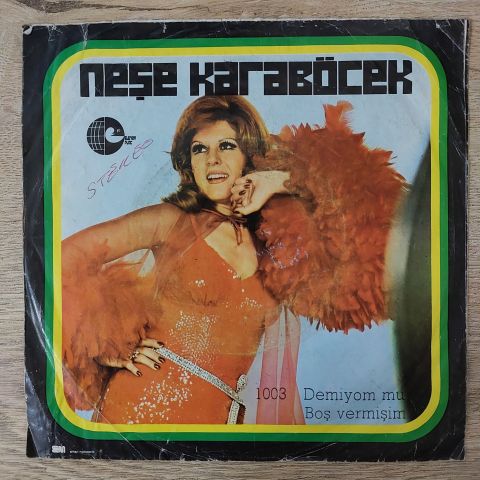 neşe karaböcek
STEREO
1003 Demiyom mu
Boş vermişim